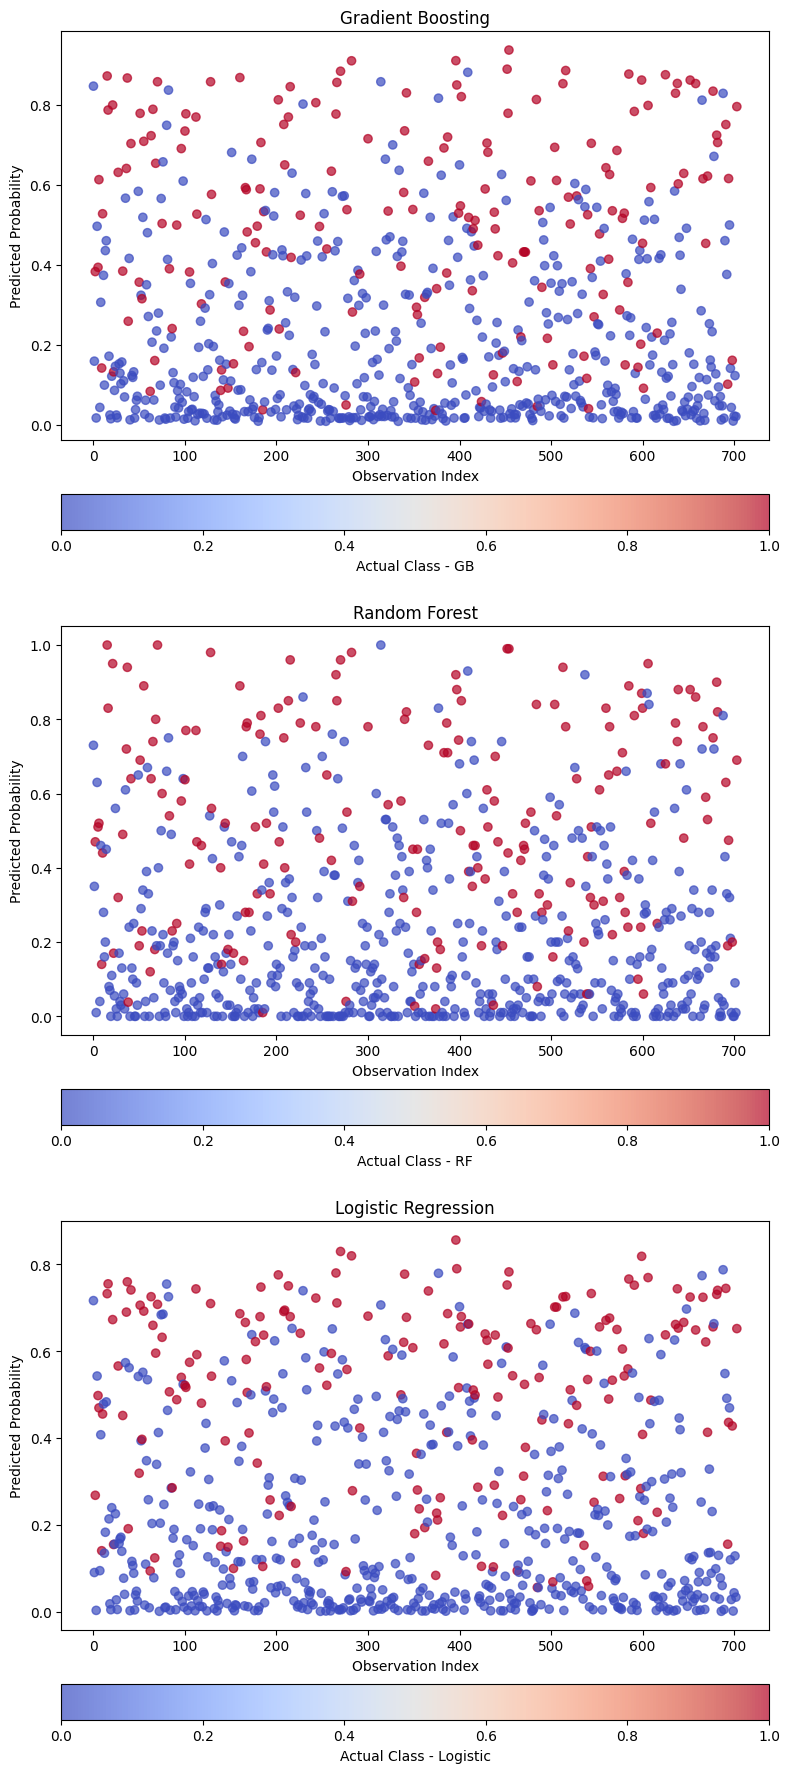 Gradient Boosting
Predicted Probability
0.8
0.6
0.4
0.2
0.0
0 100 200 300 400 500 600 700
Observation Index
0.0 0.2 0.4 0.6 0.8 1.0
Actual Class - GB
Random Forest
Predicted Probability
1.0
0.8
0.6
0.4
0.2
0.0
0 100 200 300 400 500 600 700
Observation Index
0.0 0.2 0.4 0.6 0.8 1.0
Actual Class - RF
Logistic Regression
Predicted Probability
0.8
0.6
0.4
0.2
0.0
0 100 200 300 400 500 600 700
Observation Index
0.0 0.2 0.4 0.6 0.8 1.0
Actual Class - Logistic